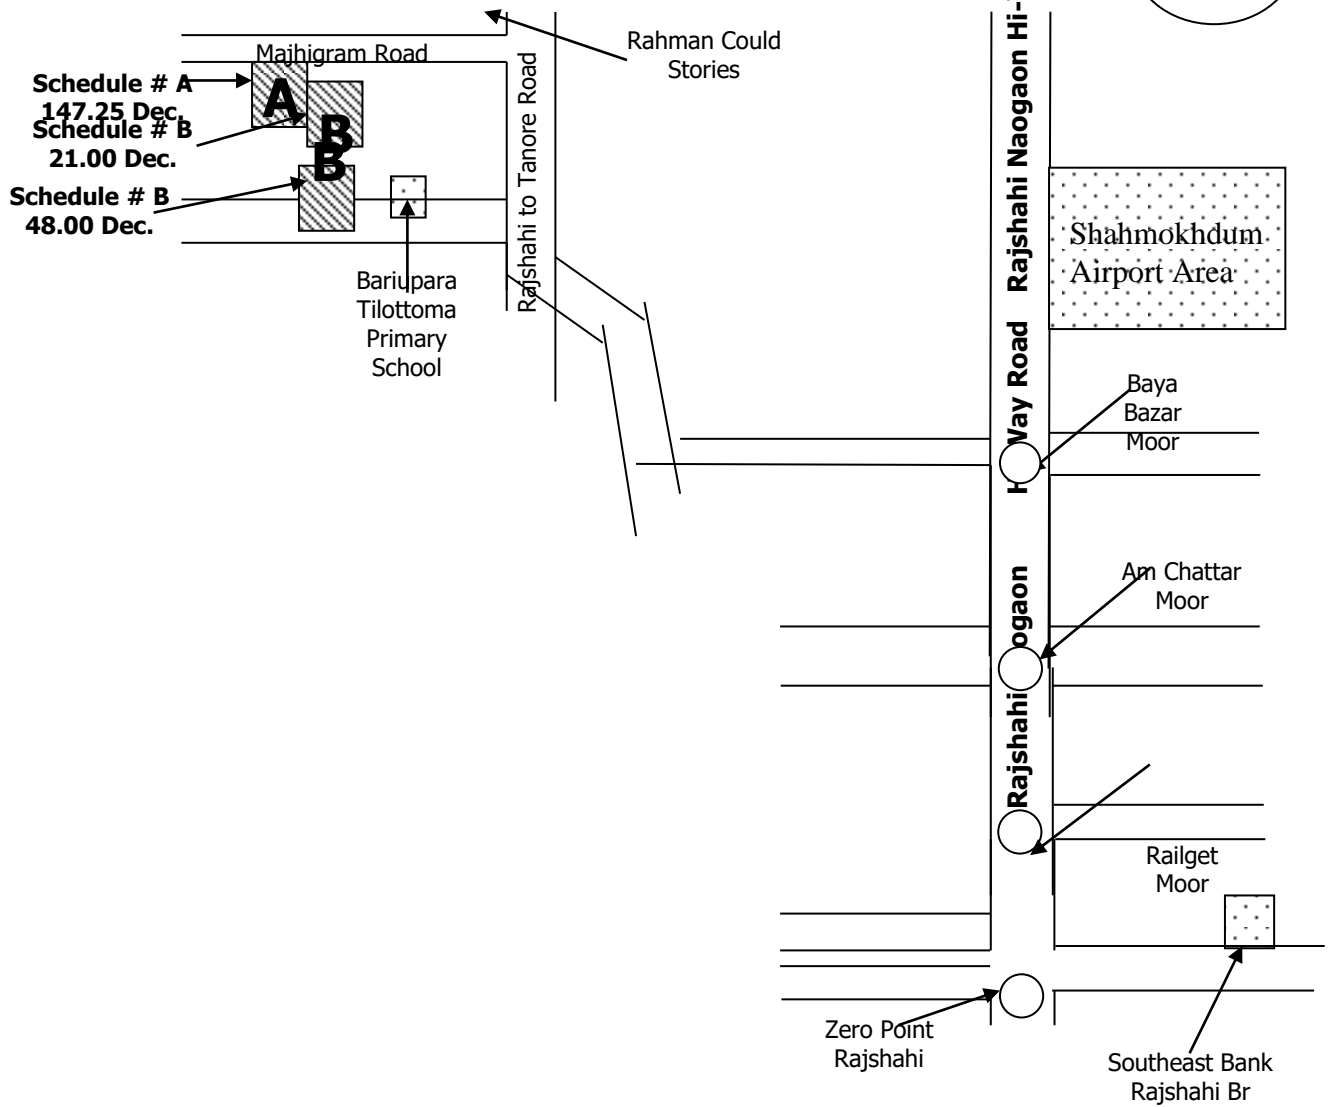 Rahman Could
Stories
Majhigram Road
Schedule # A
147.25 Dec.
Schedule # B
21.00 Dec.
Schedule # B
48.00 Dec.
A
B
B
Rajshahi to Tanore Road
Bariupara
Tilottoma
Primary
School
Rajshahi Naogaon Hi-
Way Road
Shahmokhdum
Airport Area
Baya
Bazar
Moor
Am Chattar
Moor
Rajshahi
ogaon
Railget
Moor
Zero Point
Rajshahi
Southeast Bank
Rajshahi Br